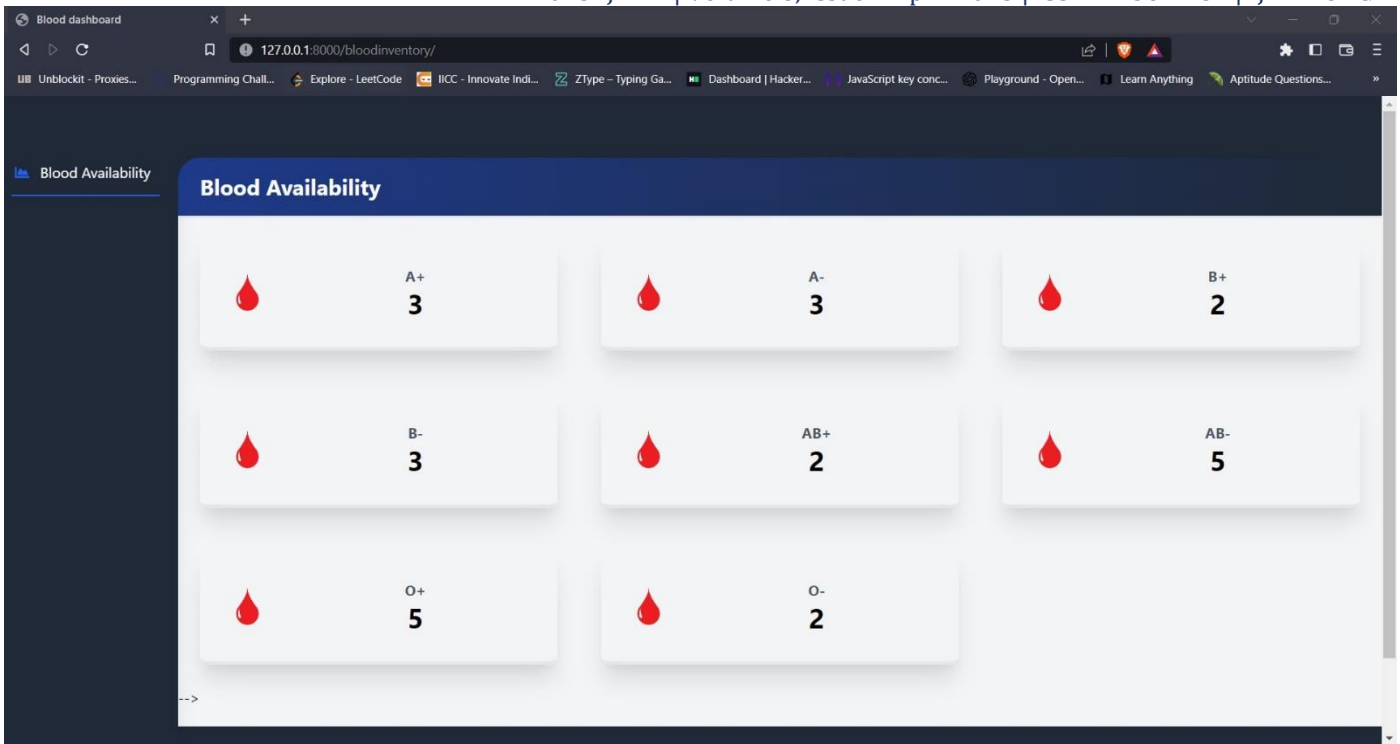 Blood dashboard
127.0.0.1:8000/bloodinventory/
Unblockit - Proxies... Programming Chall... Explore - LeetCode IICC - Innovate Indi... ZType – Typing Ga... Dashboard | Hacker... JavaScript key conc... Playground - Open... Learn Anything Aptitude Questions... »
Blood Availability
Blood Availability
A+ A- B+
3 3 2
B- AB+ AB-
3 2 5
O+ O-
5 2
-->